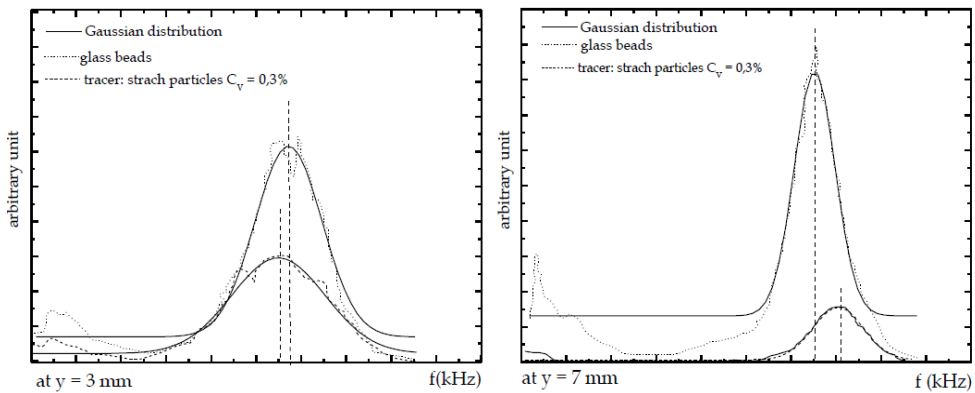 Gaussian distribution
glass beads
tracer: strach particles C_v = 0,3%
arbitrary unit
at y = 3 mm
f(kHz)
Gaussian distribution
glass beads
tracer: strach particles C_v = 0,3%
arbitrary unit
at y = 7 mm
f (kHz)